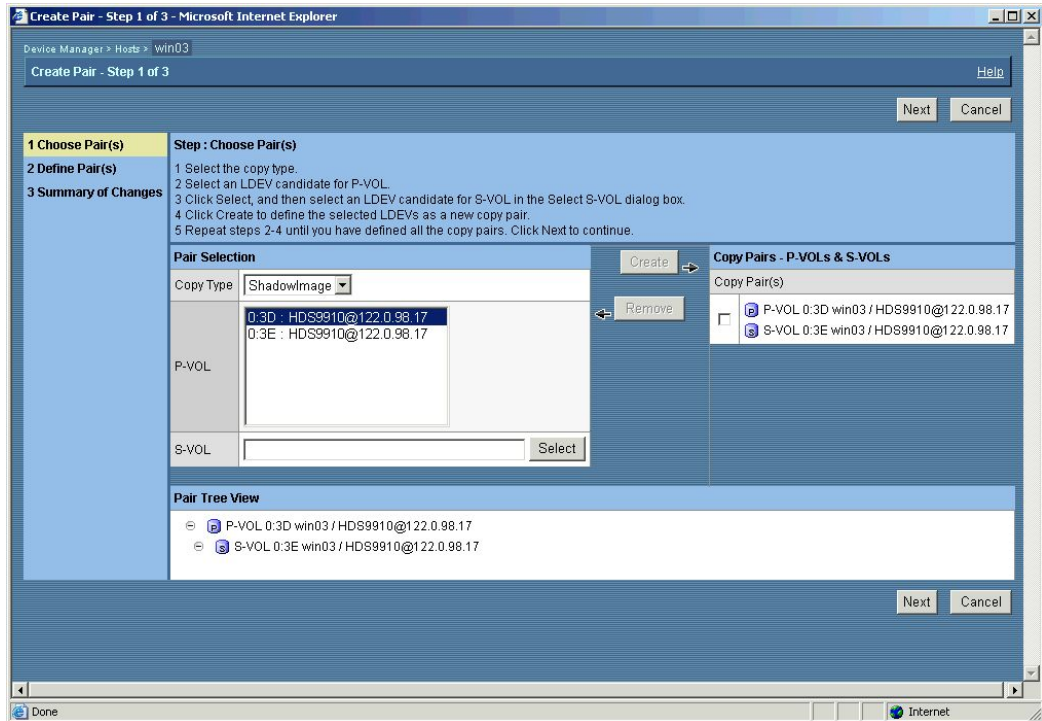 Create Pair - Step 1 of 3 - Microsoft Internet Explorer
Device Manager > Hosts > win03
Create Pair - Step 1 of 3
Help
Next
Cancel
1 Choose Pair(s)
2 Define Pair(s)
3 Summary of Changes
Step : Choose Pair(s)
1 Select the copy type.
2 Select an LDEV candidate for P-VOL.
3 Click Select, and then select an LDEV candidate for S-VOL in the Select S-VOL dialog box.
4 Click Create to define the selected LDEVs as a new copy pair.
5 Repeat steps 2-4 until you have defined all the copy pairs. Click Next to continue.
Pair Selection
Copy Type
ShadowImage
P-VOL
0:3D : HDS9910@122.0.98.17
0:3E : HDS9910@122.0.98.17
S-VOL
Select
Create
Remove
Copy Pairs - P-VOLs & S-VOLs
Copy Pair(s)
P P-VOL 0:3D win03 / HDS9910@122.0.98.17
S S-VOL 0:3E win03 / HDS9910@122.0.98.17
Pair Tree View
P P-VOL 0:3D win03 / HDS9910@122.0.98.17
S S-VOL 0:3E win03 / HDS9910@122.0.98.17
Next
Cancel
Done
Internet